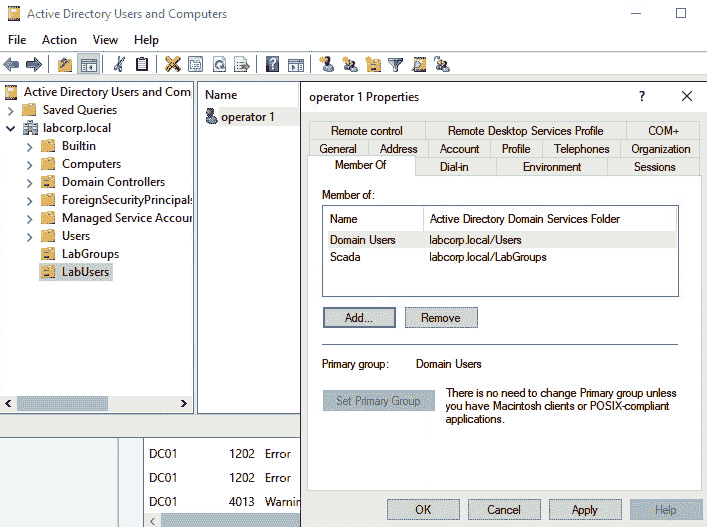 Active Directory Users and Computers
File Action View Help
Active Directory Users and Comp
Saved Queries
labcorp.local
Builtin
Computers
Domain Controllers
ForeignSecurityPrincipals
Managed Service Accour
Users
LabGroups
LabUsers
Name
operator 1
operator 1 Properties
Remote control Remote Desktop Services Profile COM+
General Address Account Profile Telephones Organization
Member Of Dial-in Environment Sessions
Member of:
Name Active Directory Domain Services Folder
Domain Users labcorp.local/Users
Scada labcorp.local/LabGroups
Add... Remove
Primary group: Domain Users
Set Primary Group
There is no need to change Primary group unless
you have Macintosh clients or POSIX-compliant
applications.
OK Cancel Apply Help
DC01 1202 Error
DC01 1202 Error
DC01 4013 Warnin